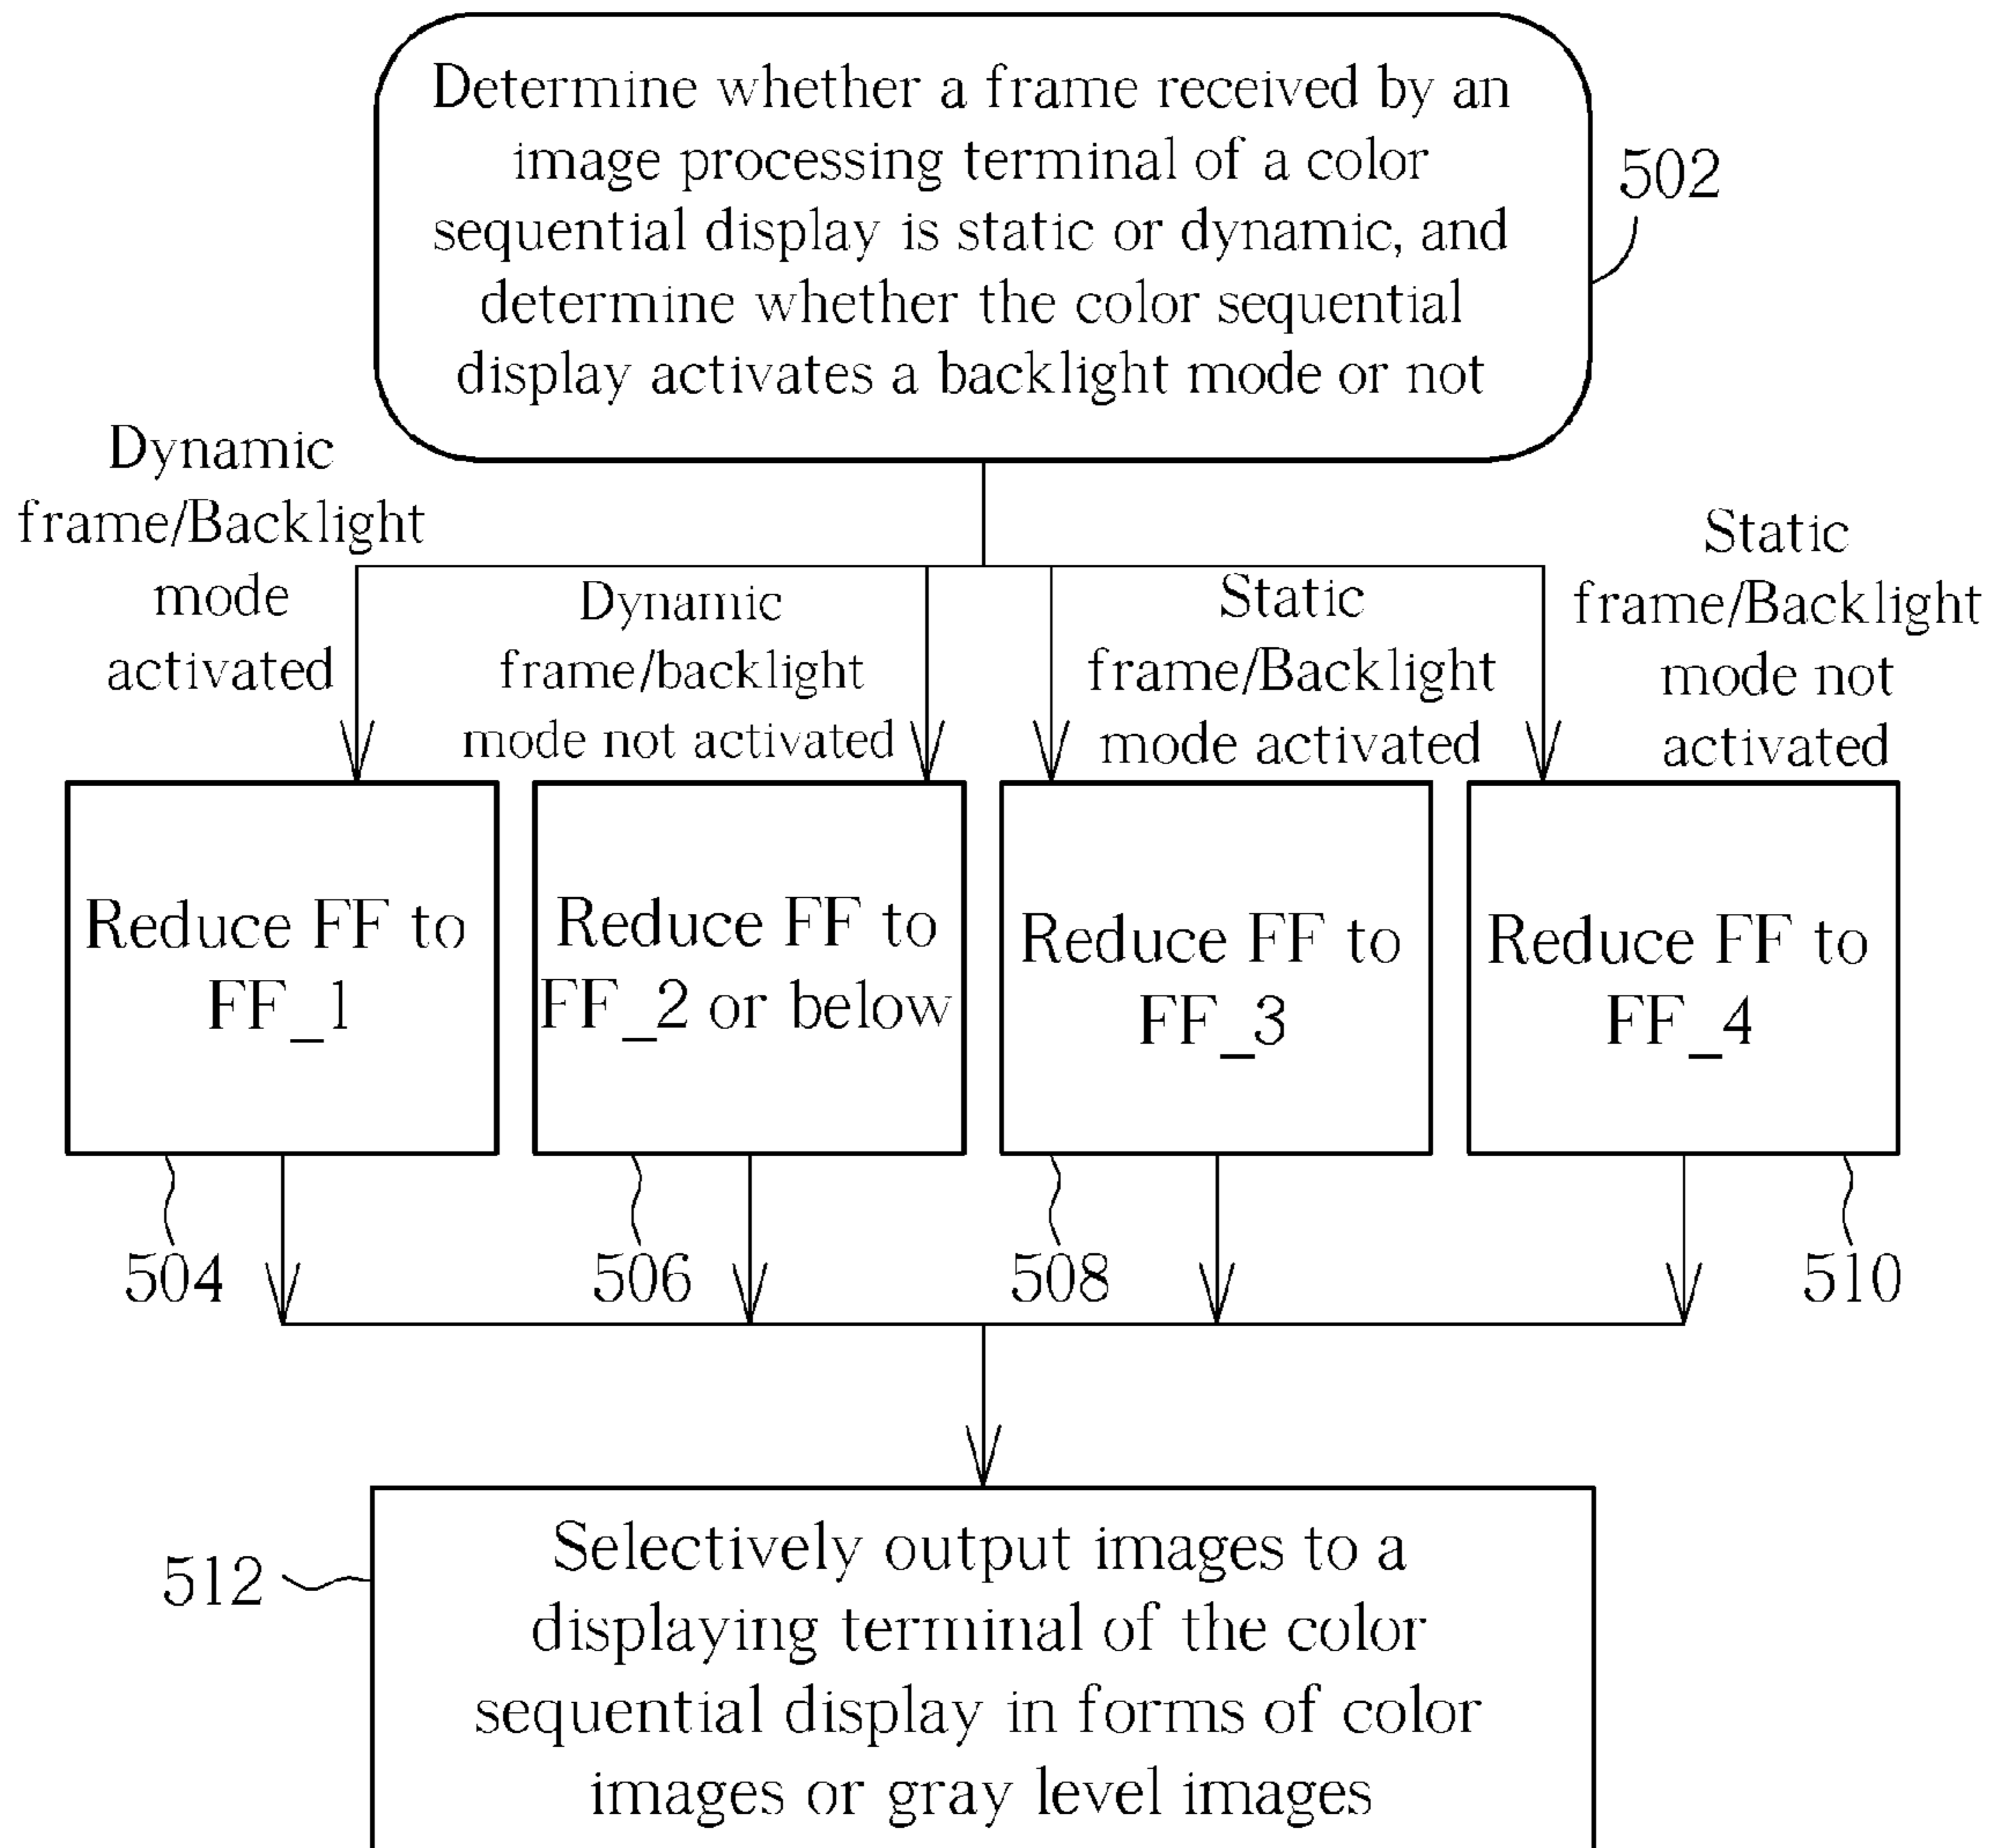 Determine whether a frame received by an
image processing terminal of a color
sequential display is static or dynamic, and
determine whether the color sequential
display activates a backlight mode or not
502
Dynamic
frame/Backlight
mode
activated
Dynamic
frame/backlight
mode not activated
Static
frame/Backlight
mode activated
Static
frame/Backlight
mode not
activated
Reduce FF to
FF_1
Reduce FF to
FF_2 or below
Reduce FF to
FF_3
Reduce FF to
FF_4
504
506
508
510
512
Selectively output images to a
displaying terminal of the color
sequential display in forms of color
images or gray level images